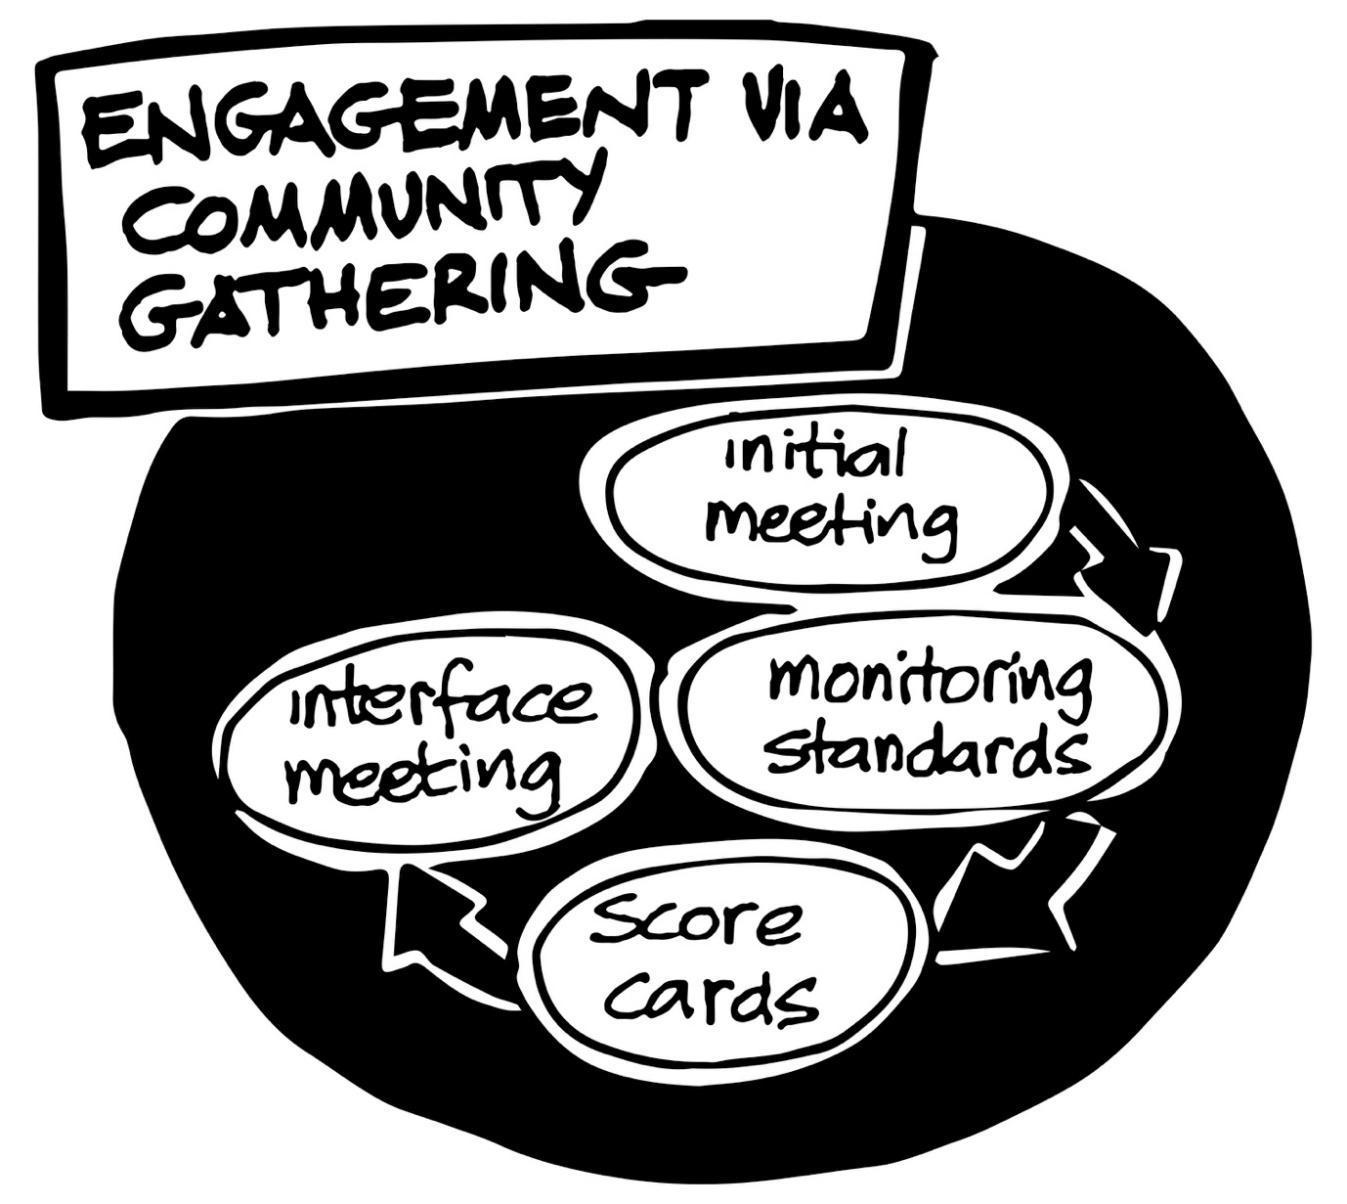 ENGAGEMENT VIA
COMMUNITY
GATHERING
initial
meeting
monitoring
standards
Score
cards
interface
meeting